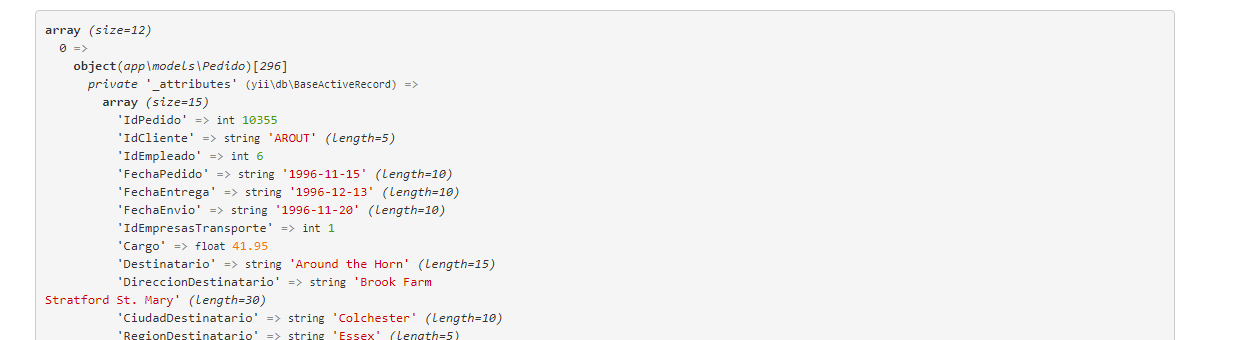 array (size=12)
0 =>
object(app\models\Pedido)[296]
private '_attributes' (yii\db\BaseActiveRecord) =>
array (size=15)
'IdPedido' => int 10355
'IdCliente' => string 'AROUT' (length=5)
'IdEmpleado' => int 6
'FechaPedido' => string '1996-11-15' (length=10)
'FechaEntrega' => string '1996-12-13' (length=10)
'FechaEnvio' => string '1996-11-20' (length=10)
'IdEmpresasTransporte' => int 1
'Cargo' => float 41.95
'Destinatario' => string 'Around the Horn' (length=15)
'DireccionDestinatario' => string 'Brook Farm
Stratford St. Mary' (length=30)
'CiudadDestinatario' => string 'Colchester' (length=10)
'RegionDestinatario' => string 'Essex' (length=5)